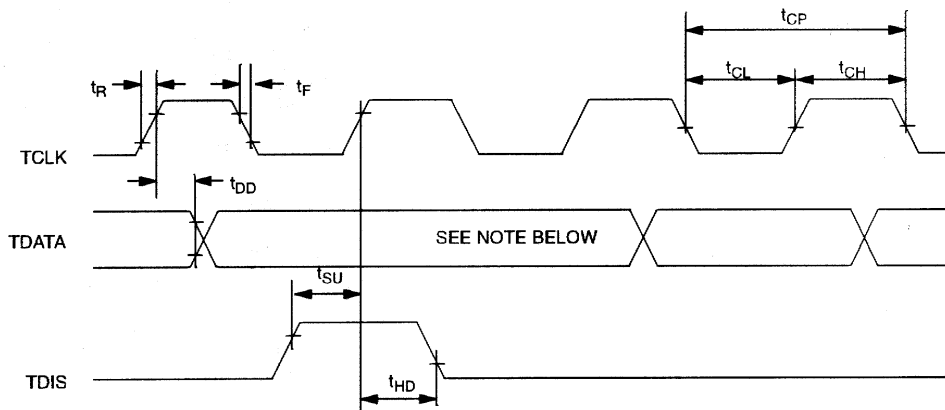 tCP
tCL
tCH
tR
tF
TCLK
tDD
TDATA
SEE NOTE BELOW
tSU
TDIS
tHD